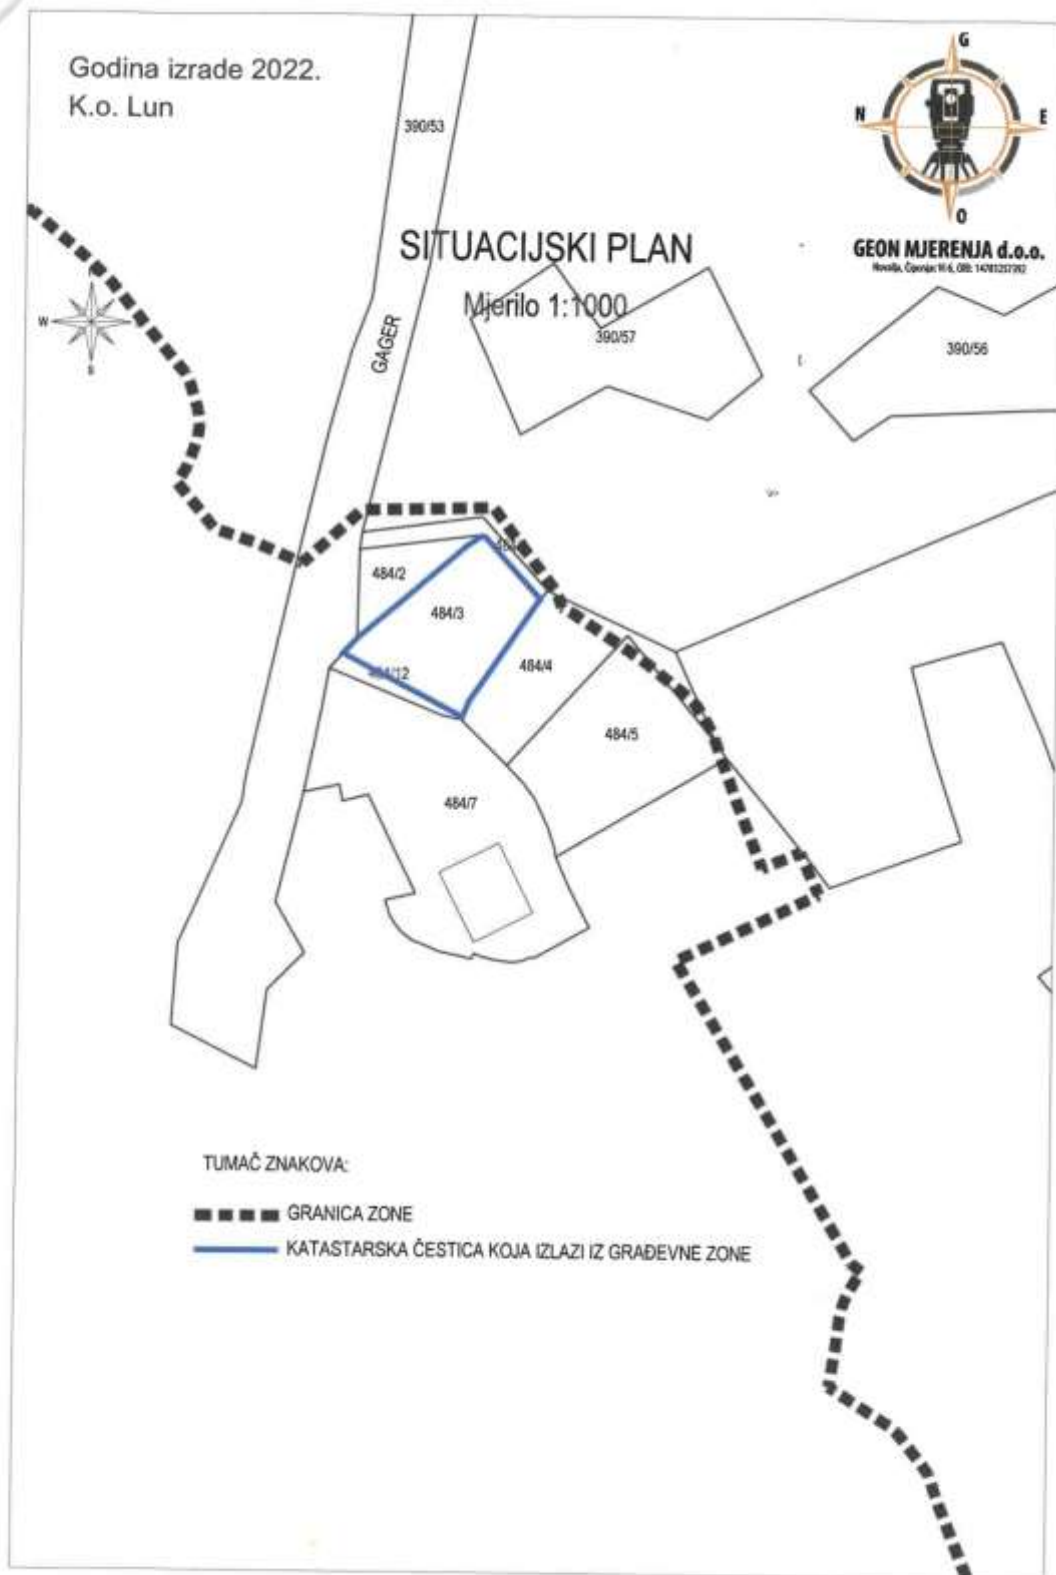 Godina izrade 2022.
K.o. Lun
G
N
E
O
GEON MJERENJA d.o.o.
390/53
SITUACIJSKI PLAN
Mjerilo 1:1000
W
S
GAGER
390/57
390/56
484/2
484/3
484/4
484/5
484/7
TUMAČ ZNAKOVA:
GRANICA ZONE
KATASTARSKA ČESTICA KOJA IZLAZI IZ GRAĐEVNE ZONE